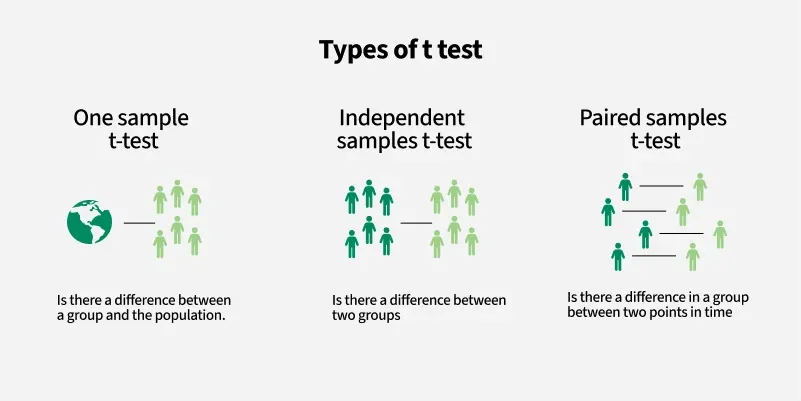 Types of t test
One sample
t-test
Independent
samples t-test
Paired samples
t-test
Is there a difference between
a group and the population.
Is there a difference between
two groups
Is there a difference in a group
between two points in time